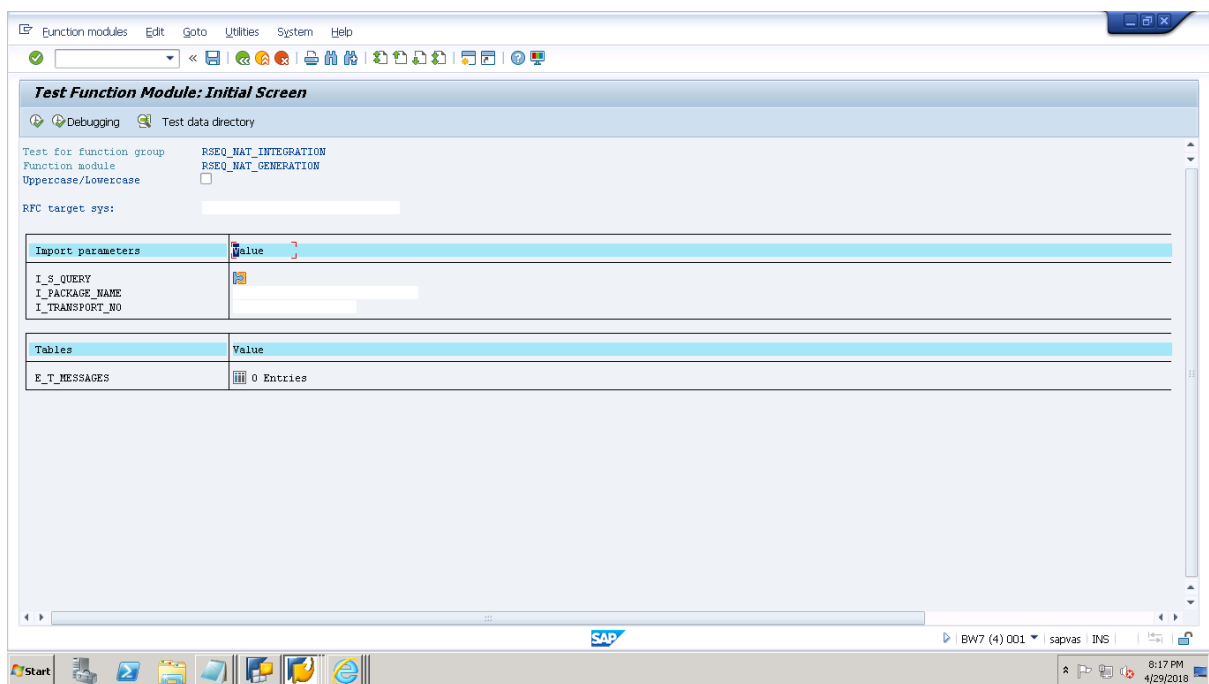 Function modules Edit Goto Utilities System Help
Test Function Module: Initial Screen
Debugging Test data directory
Test for function group RSEQ_NAT_INTEGRATION
Function module RSEQ_NAT_GENERATION
Uppercase/Lowercase
RFC target sys:
Import parameters Value
I_S_QUERY
I_PACKAGE_NAME
I_TRANSPORT_NO
Tables Value
E_T_MESSAGES 0 Entries
SAP BW7 (4) 001 sapvas INS
Start 8:17 PM
4/29/2018